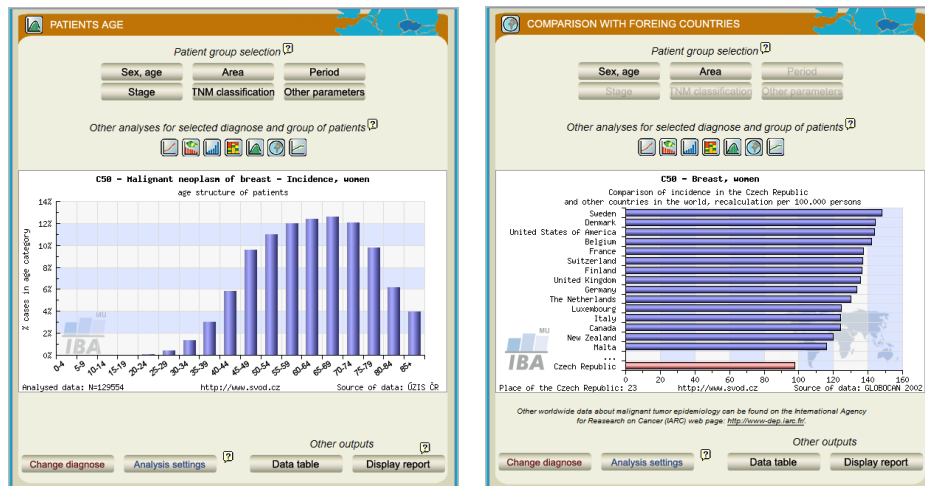 PATIENTS AGE
Patient group selection ?
Sex, age Area Period
Stage TNM classification Other parameters
Other analyses for selected diagnose and group of patients ?
C50 - Malignant neoplasm of breast - Incidence, women
age structure of patients
% cases in age category
14%
12%
10%
8%
6%
4%
2%
0%
0-4 5-9 10-14 15-19 20-24 25-29 30-34 35-39 40-44 45-49 50-54 55-59 60-64 65-69 70-74 75-79 80-84 85+
MU
IBA
Analysed data: N=129554 http://www.svod.cz Source of data: ÚZIS ČR
Other outputs
Change diagnose Analysis settings ? Data table Display report ?
COMPARISON WITH FOREING COUNTRIES
Patient group selection ?
Sex, age Area Period
Stage TNM classification Other parameters
Other analyses for selected diagnose and group of patients ?
C50 - Breast, women
Comparison of incidence in the Czech Republic
and other countries in the world, recalculation per 100.000 persons
Sweden
Denmark
United States of America
Belgium
France
Switzerland
Finland
United Kingdom
Germany
The Netherlands
Luxembourg
Italy
Canada
New Zealand
Malta
...
Czech Republic
0 20 40 60 80 100 120 140 160
MU
IBA
Place of the Czech Republic: 23 http://www.svod.cz Source of data: GLOBOCAN 2002
Other worldwide data about malignant tumor epidemiology can be found on the International Agency
for Reasearch on Cancer (IARC) web page: http://www-dep.iarc.fr/.
Other outputs
Change diagnose Analysis settings ? Data table Display report